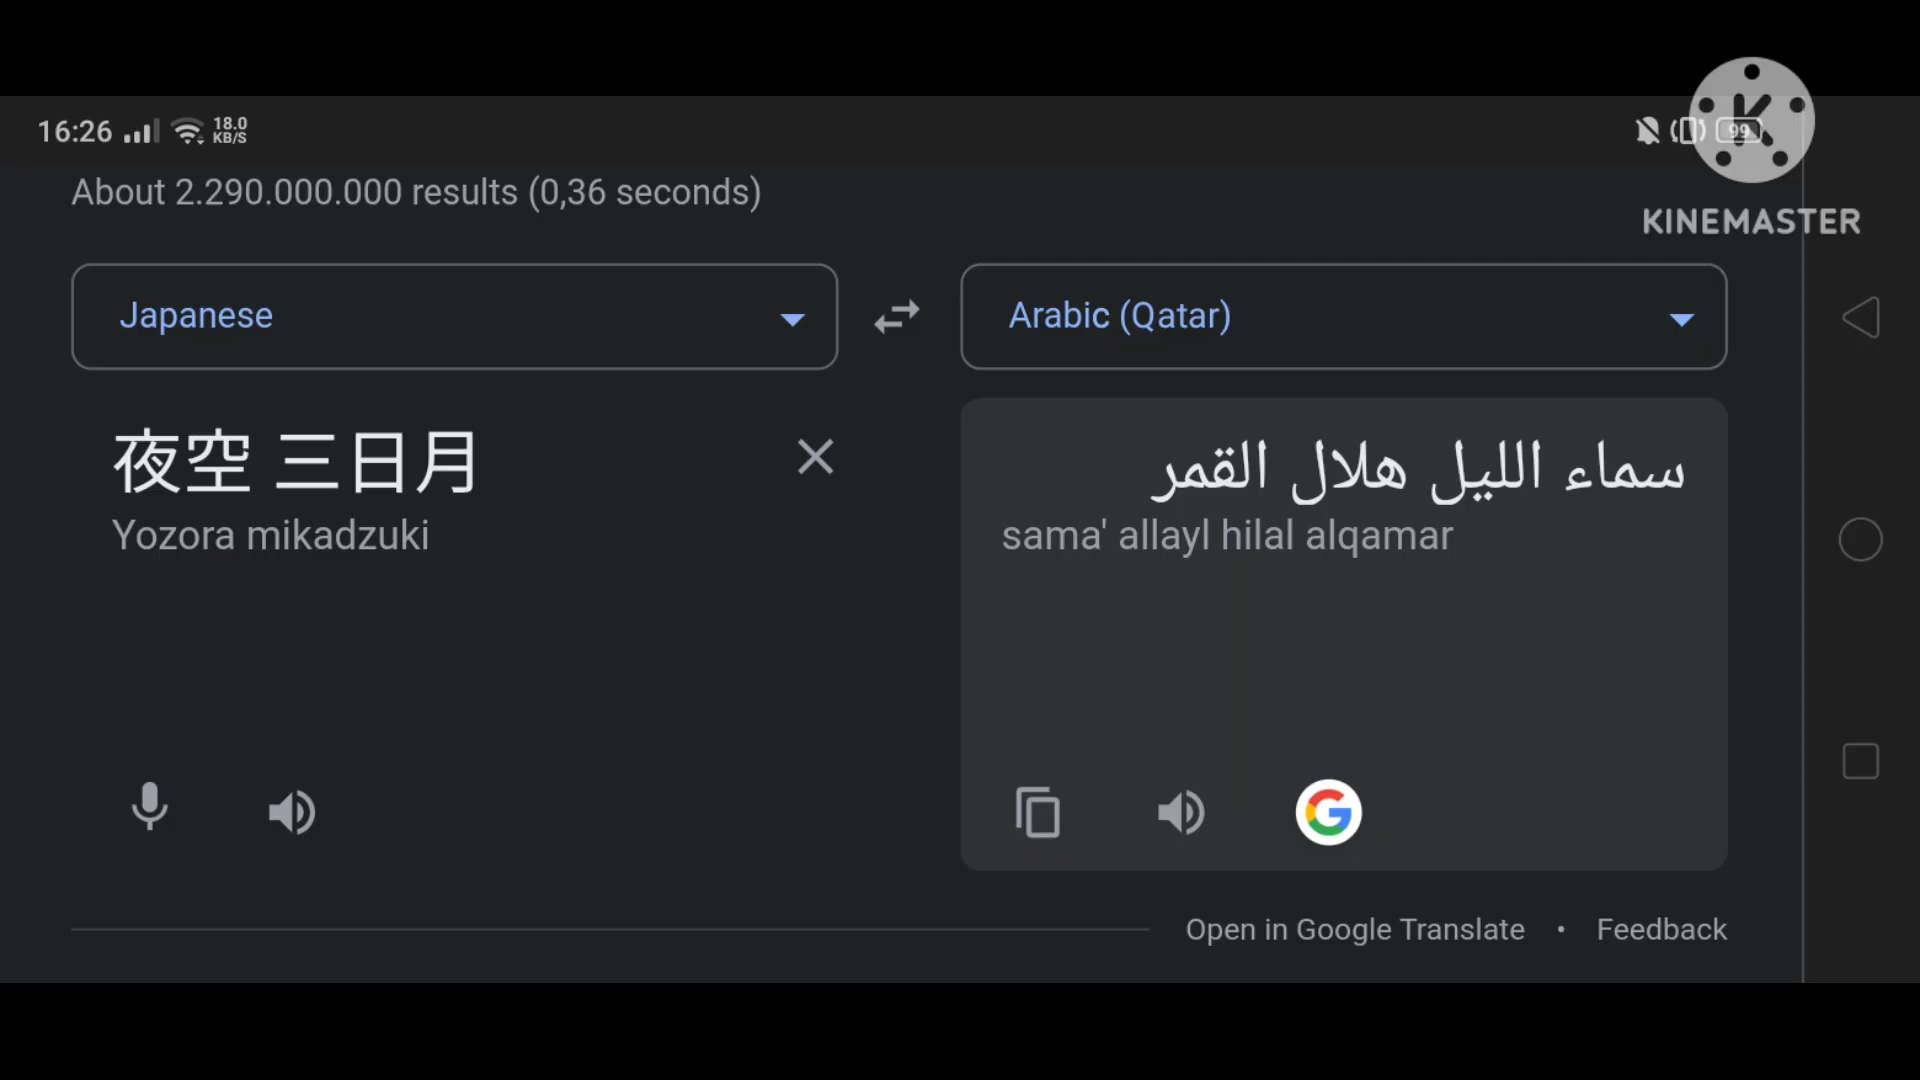 16:26 18.0 KB/S 99
About 2.290.000.000 results (0,36 seconds)
KINEMASTER
Japanese
Arabic (Qatar)
夜空 三日月
Yozora mikadzuki
سماء الليل هلال القمر
sama' allayl hilal alqamar
Open in Google Translate • Feedback